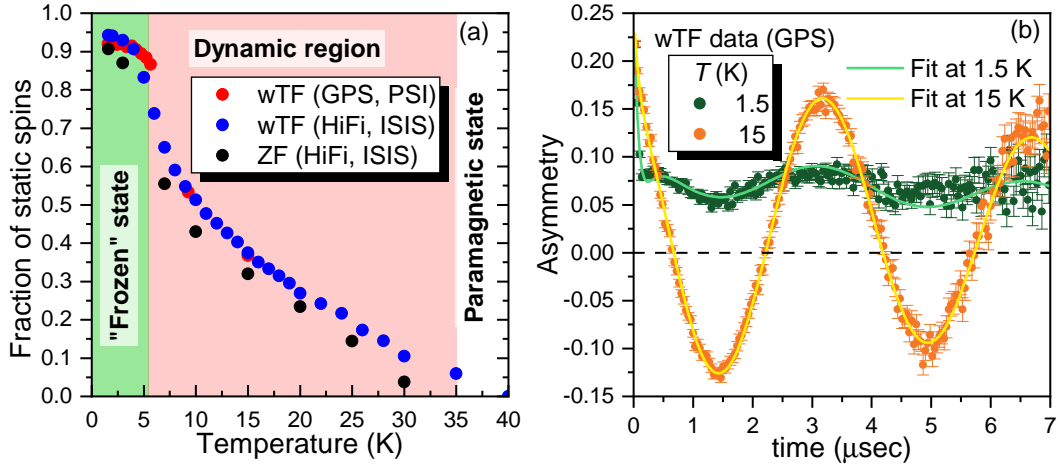 (a)
Dynamic region
wTF (GPS, PSI)
wTF (HiFi, ISIS)
ZF (HiFi, ISIS)
"Frozen" state
Paramagnetic state
Fraction of static spins
1.0
0.9
0.8
0.7
0.6
0.5
0.4
0.3
0.2
0.1
0.0
0 5 10 15 20 25 30 35 40
Temperature (K)
(b)
wTF data (GPS)
T (K)
1.5
15
Fit at 1.5 K
Fit at 15 K
Asymmetry
0.25
0.20
0.15
0.10
0.05
0.00
-0.05
-0.10
-0.15
0 1 2 3 4 5 6 7
time (μsec)